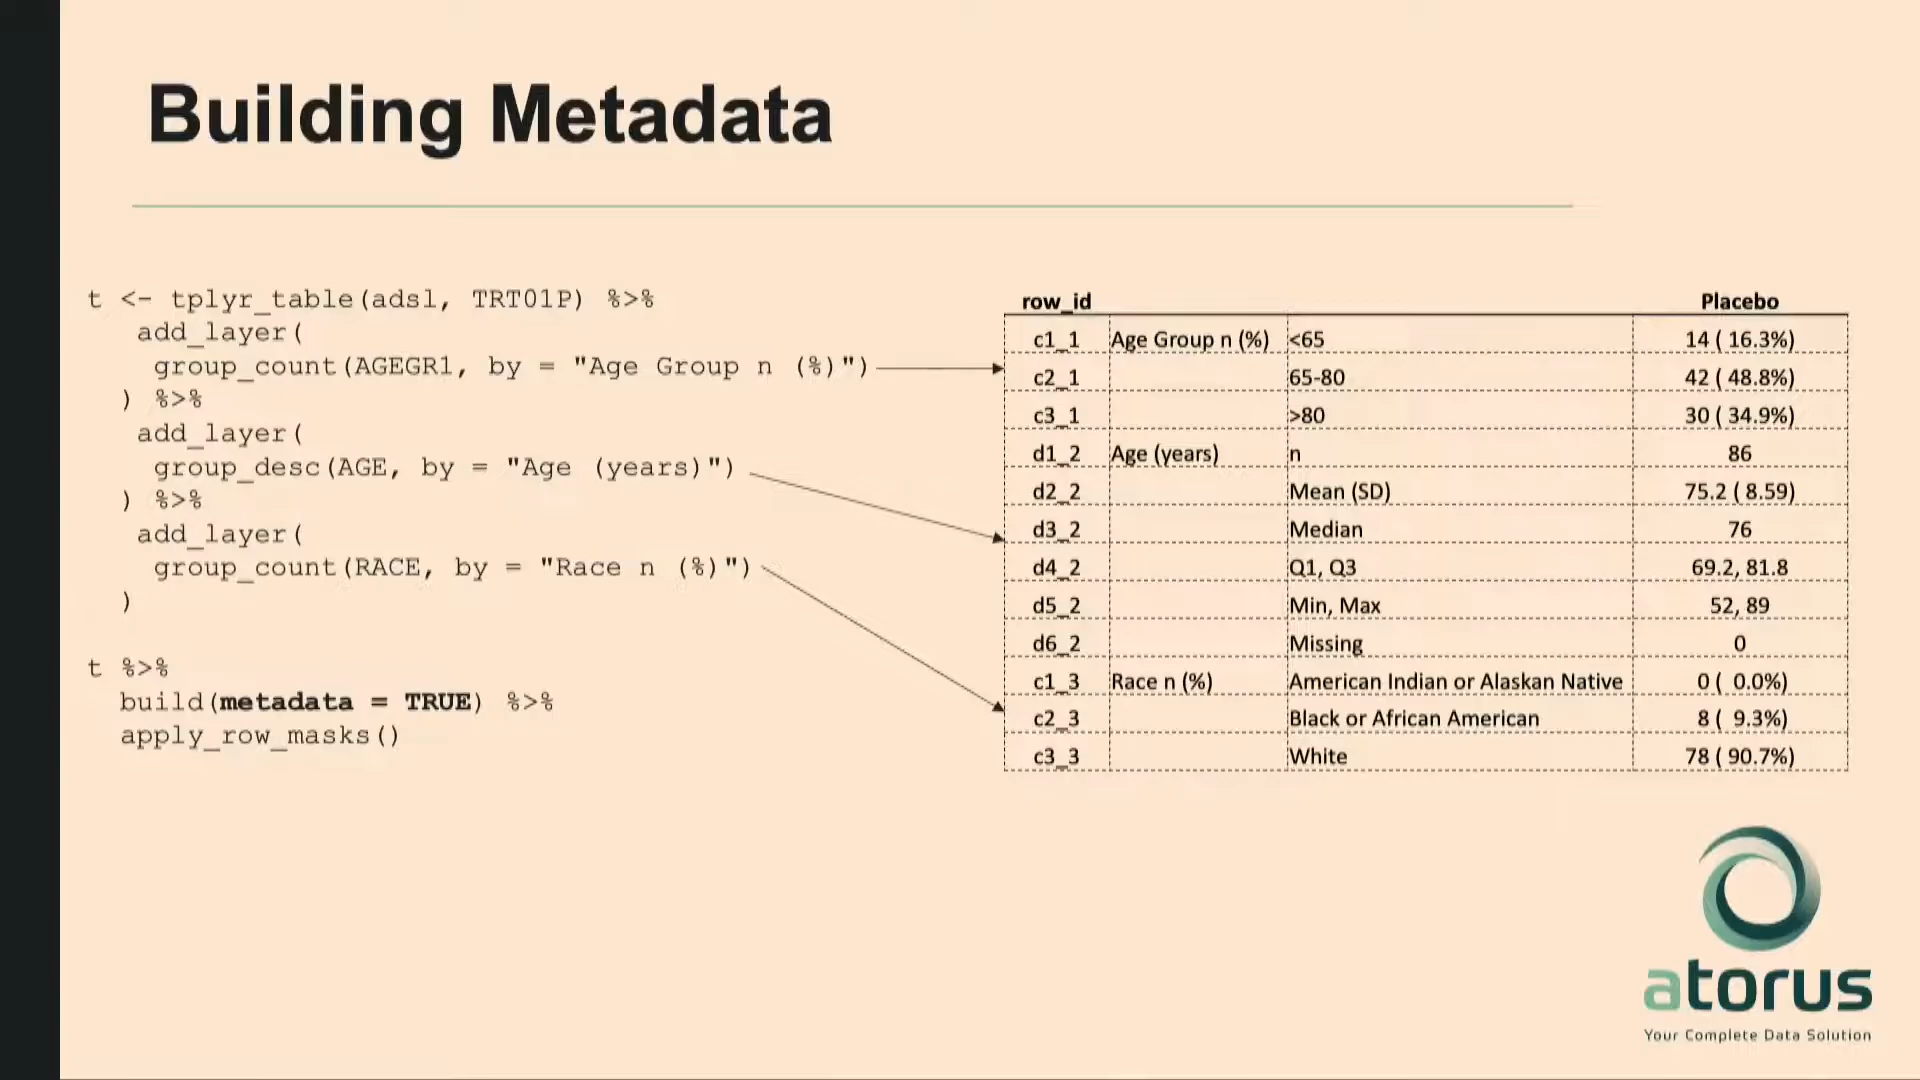 Building Metadata
t <- tplyr_table(adsl, TRT01P) %>%
add_layer(
group_count(AGEGR1, by = "Age Group n (%)")
) %>%
add_layer(
group_desc(AGE, by = "Age (years)")
) %>%
add_layer(
group_count(RACE, by = "Race n (%)")
)
t %>%
build(metadata = TRUE) %>%
apply_row_masks()
row_id Placebo
c1_1 Age Group n (%) <65 14 ( 16.3%)
c2_1 65-80 42 ( 48.8%)
c3_1 >80 30 ( 34.9%)
d1_2 Age (years) n 86
d2_2 Mean (SD) 75.2 ( 8.59)
d3_2 Median 76
d4_2 Q1, Q3 69.2, 81.8
d5_2 Min, Max 52, 89
d6_2 Missing 0
c1_3 Race n (%) American Indian or Alaskan Native 0 (  0.0%)
c2_3 Black or African American 8 (  9.3%)
c3_3 White 78 ( 90.7%)
atorus
Your Complete Data Solution